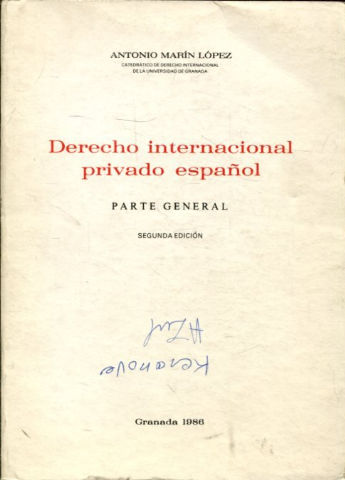 ANTONIO MARÍN LÓPEZ
CATEDRÁTICO DE DERECHO INTERNACIONAL
DE LA UNIVERSIDAD DE GRANADA
Derecho internacional
privado español
PARTE GENERAL
SEGUNDA EDICIÓN
Azul
Granada 1986